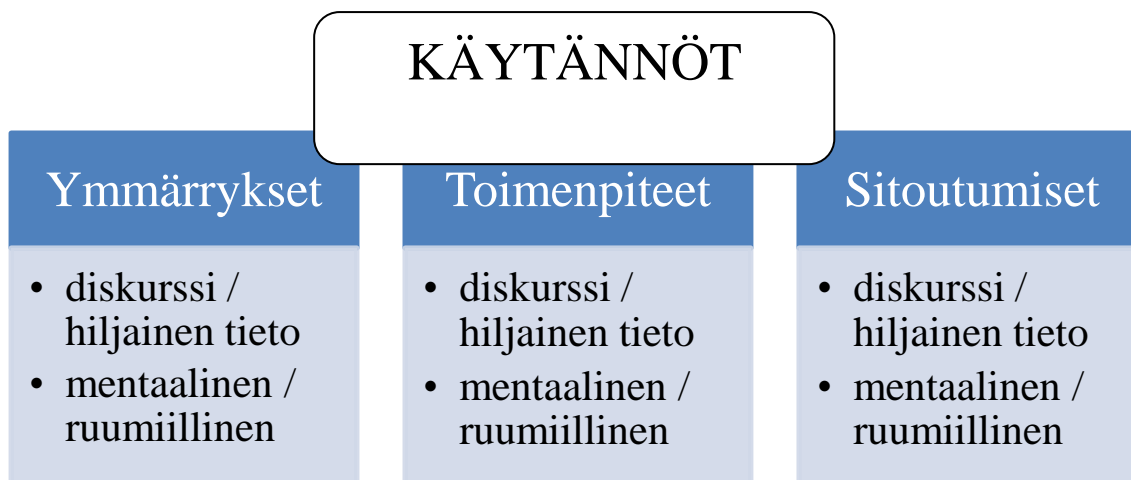 KÄYTÄNNÖT
Ymmärrykset
• diskurssi /
hiljainen tieto
• mentaalinen /
ruumiillinen
Toimenpiteet
• diskurssi /
hiljainen tieto
• mentaalinen /
ruumiillinen
Sitoutumiset
• diskurssi /
hiljainen tieto
• mentaalinen /
ruumiillinen